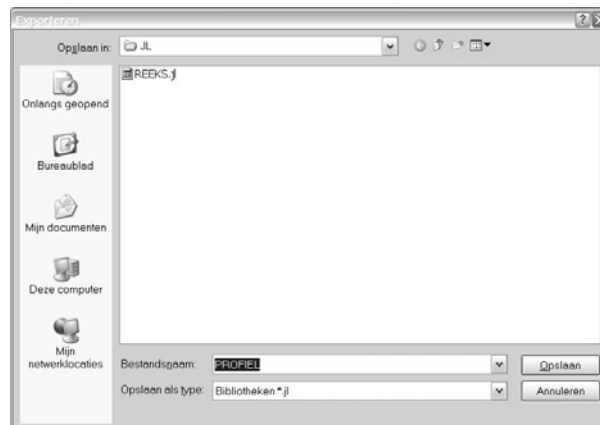 Exporteren
Opslaan in: JL
REEKS.jl
Onlangs geopend
Bureaublad
Mijn documenten
Deze computer
Mijn
netwerklocaties
Bestandsnaam: PROFIEL
Opslaan
Opslaan als type: Bibliotheken *.jl
Annuleren